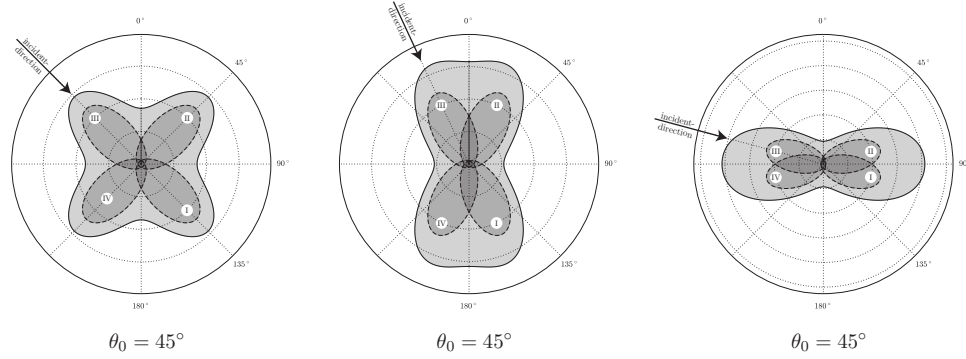 0°
45°
90°
135°
180°
incident-
direction
III
II
IV
I
θ₀ = 45°
0°
45°
90°
135°
180°
incident-
direction
III
II
IV
I
θ₀ = 45°
0°
45°
90
135°
180°
incident-
direction
III
II
IV
I
θ₀ = 45°